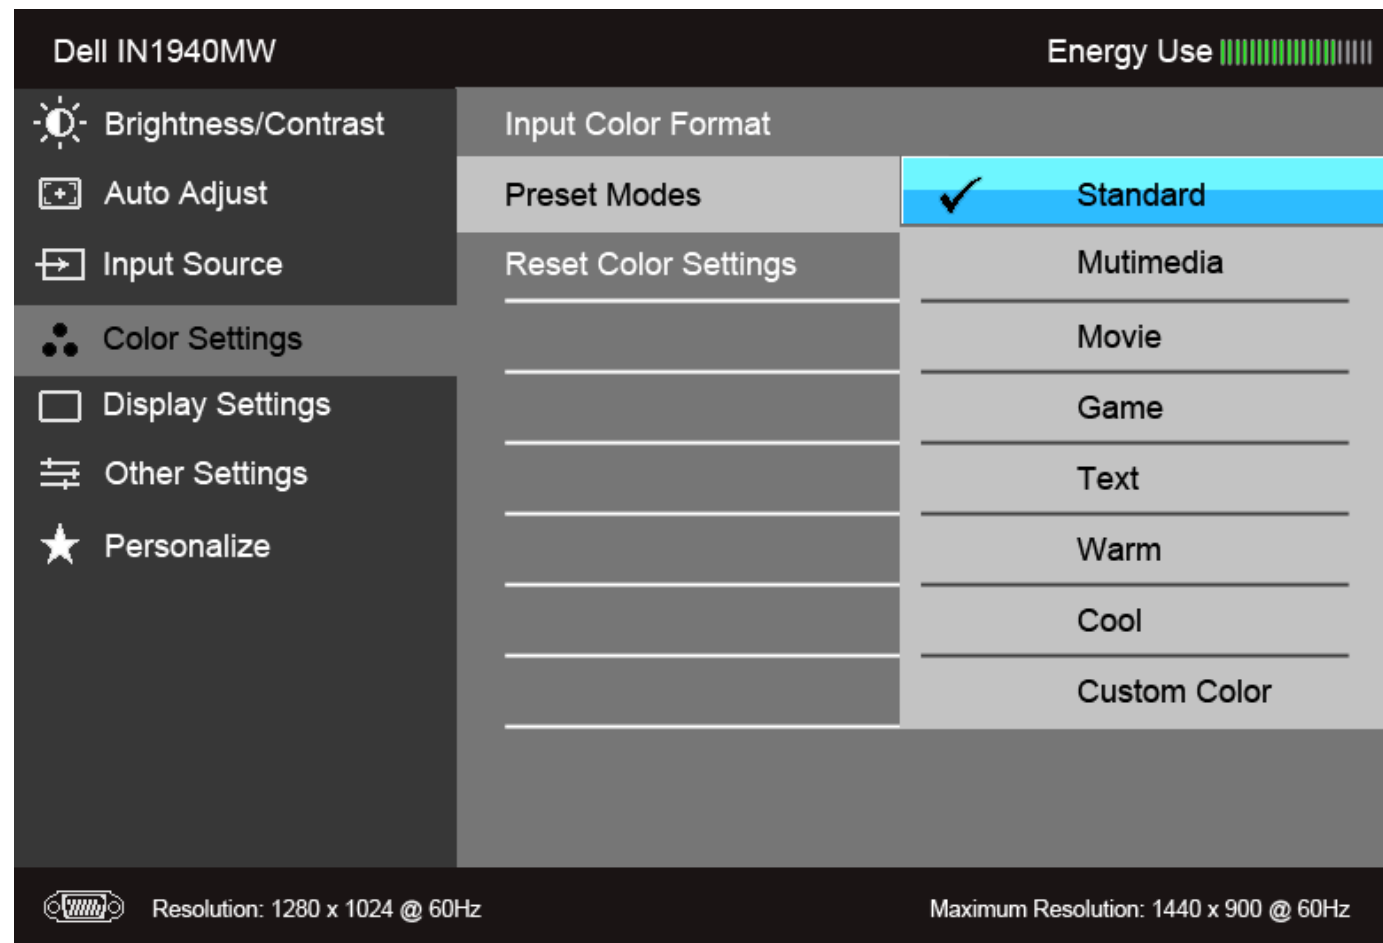 Dell IN1940MW
Energy Use
Brightness/Contrast
Auto Adjust
Input Source
Color Settings
Display Settings
Other Settings
Personalize
Input Color Format
Preset Modes
Reset Color Settings
Standard
Mutimedia
Movie
Game
Text
Warm
Cool
Custom Color
Resolution: 1280 x 1024 @ 60Hz
Maximum Resolution: 1440 x 900 @ 60Hz